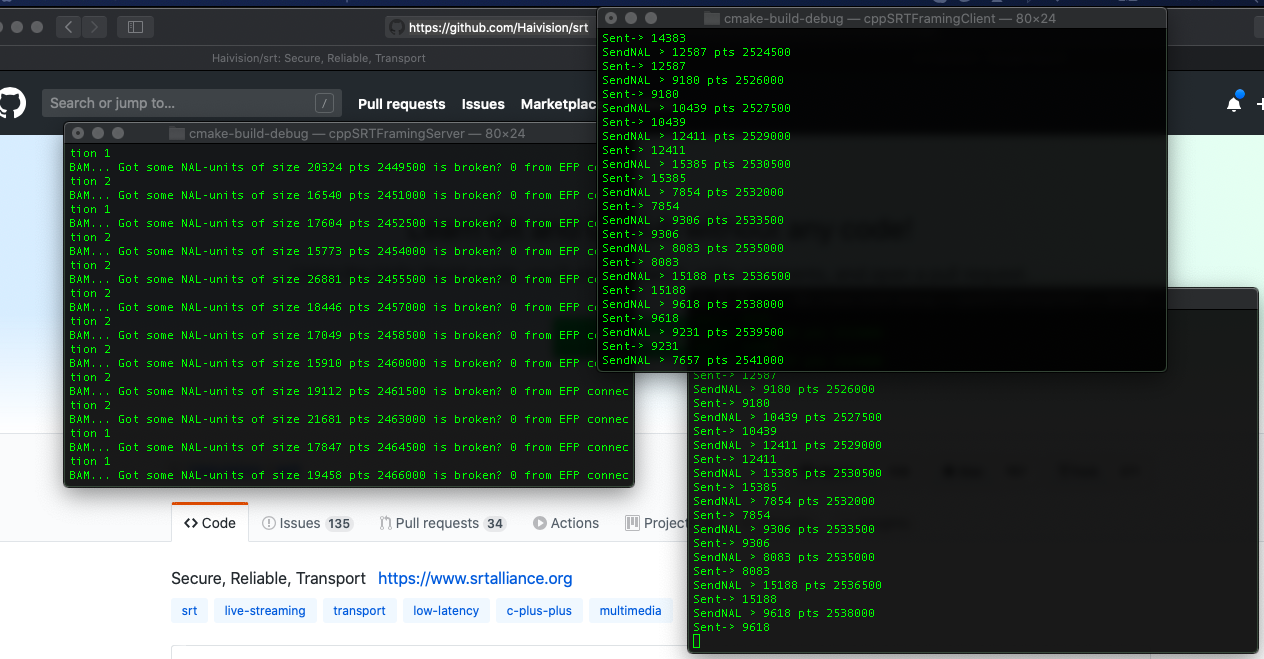 https://github.com/Haivision/srt
Haivision/srt: Secure, Reliable, Transport
Search or jump to...
/
Pull requests
Issues
Marketplac
cmake-build-debug — cppSRTFramingServer — 80×24
tion 1
BAM... Got some NAL-units of size 20324 pts 2449500 is broken? 0 from EFP c
tion 2
BAM... Got some NAL-units of size 16540 pts 2451000 is broken? 0 from EFP c
tion 1
BAM... Got some NAL-units of size 17604 pts 2452500 is broken? 0 from EFP c
tion 2
BAM... Got some NAL-units of size 15773 pts 2454000 is broken? 0 from EFP c
tion 2
BAM... Got some NAL-units of size 26881 pts 2455500 is broken? 0 from EFP c
tion 2
BAM... Got some NAL-units of size 18446 pts 2457000 is broken? 0 from EFP c
tion 2
BAM... Got some NAL-units of size 17049 pts 2458500 is broken? 0 from EFP c
tion 2
BAM... Got some NAL-units of size 15910 pts 2460000 is broken? 0 from EFP c
tion 2
BAM... Got some NAL-units of size 19112 pts 2461500 is broken? 0 from EFP connec
tion 2
BAM... Got some NAL-units of size 21681 pts 2463000 is broken? 0 from EFP connec
tion 1
BAM... Got some NAL-units of size 17847 pts 2464500 is broken? 0 from EFP connec
tion 1
BAM... Got some NAL-units of size 19458 pts 2466000 is broken? 0 from EFP connec
cmake-build-debug — cppSRTFramingClient — 80×24
Sent-> 14383
SendNAL > 12587 pts 2524500
Sent-> 12587
SendNAL > 9180 pts 2526000
Sent-> 9180
SendNAL > 10439 pts 2527500
Sent-> 10439
SendNAL > 12411 pts 2529000
Sent-> 12411
SendNAL > 15385 pts 2530500
Sent-> 15385
SendNAL > 7854 pts 2532000
Sent-> 7854
SendNAL > 9306 pts 2533500
Sent-> 9306
SendNAL > 8083 pts 2535000
Sent-> 8083
SendNAL > 15188 pts 2536500
Sent-> 15188
SendNAL > 9618 pts 2538000
Sent-> 9618
SendNAL > 9231 pts 2539500
Sent-> 9231
SendNAL > 7657 pts 2541000
Sent-> 12587
SendNAL > 9180 pts 2526000
Sent-> 9180
SendNAL > 10439 pts 2527500
Sent-> 10439
SendNAL > 12411 pts 2529000
Sent-> 12411
SendNAL > 15385 pts 2530500
Sent-> 15385
SendNAL > 7854 pts 2532000
Sent-> 7854
SendNAL > 9306 pts 2533500
Sent-> 9306
SendNAL > 8083 pts 2535000
Sent-> 8083
SendNAL > 15188 pts 2536500
Sent-> 15188
SendNAL > 9618 pts 2538000
Sent-> 9618
<> Code
Issues 135
Pull requests 34
Actions
Project
Secure, Reliable, Transport https://www.srtalliance.org
srt
live-streaming
transport
low-latency
c-plus-plus
multimedia